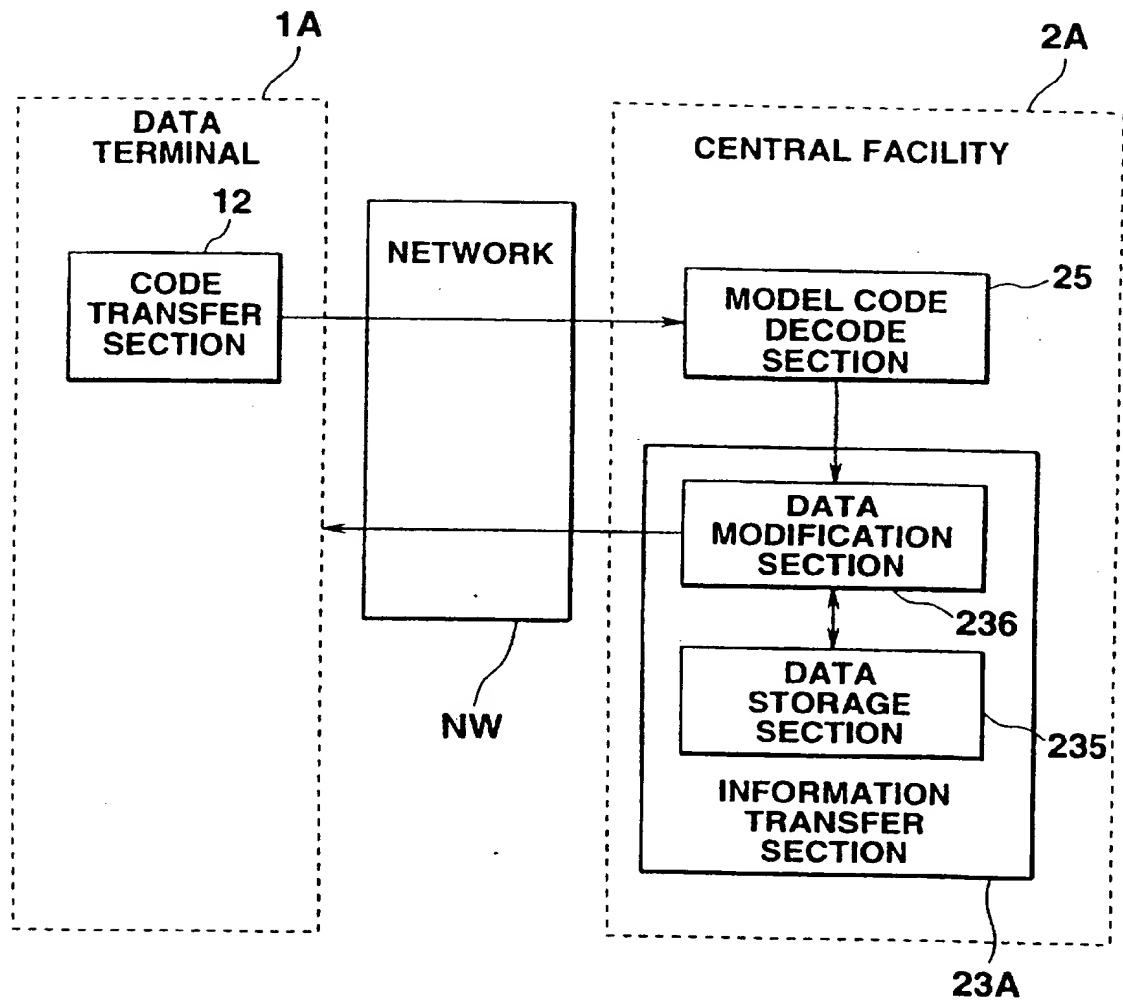 1A
2A
DATA
TERMINAL
CENTRAL FACILITY
12
CODE
TRANSFER
SECTION
NETWORK
25
MODEL CODE
DECODE
SECTION
DATA
MODIFICATION
SECTION
236
DATA
STORAGE
SECTION
235
NW
INFORMATION
TRANSFER
SECTION
23A